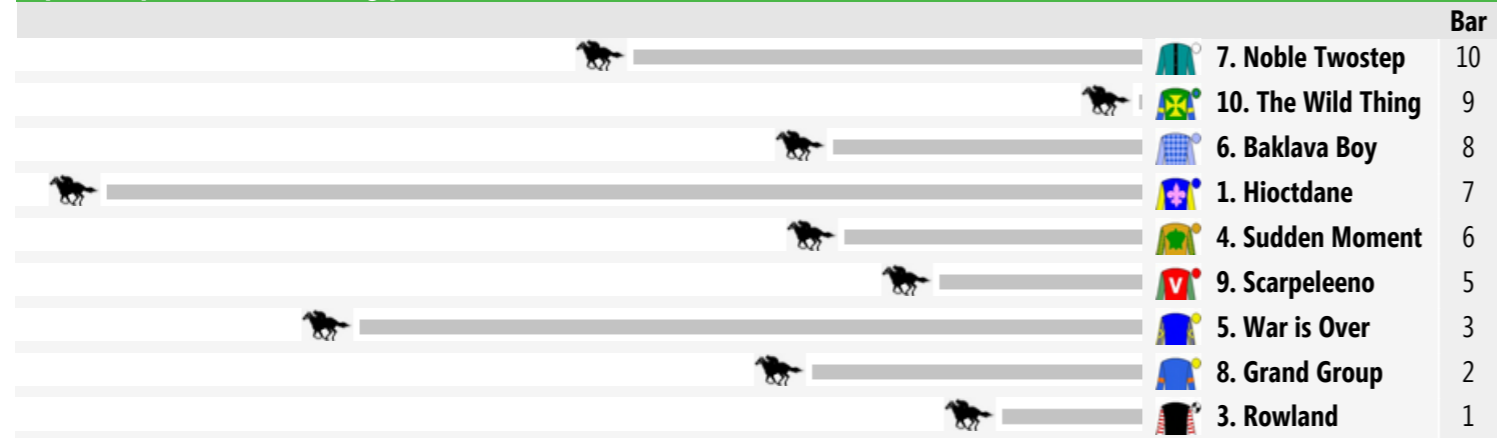 Bar
7. Noble Twostep 10
10. The Wild Thing 9
6. Baklava Boy 8
1. Hioctdane 7
4. Sudden Moment 6
V 9. Scarpeleeno 5
5. War is Over 3
8. Grand Group 2
3. Rowland 1